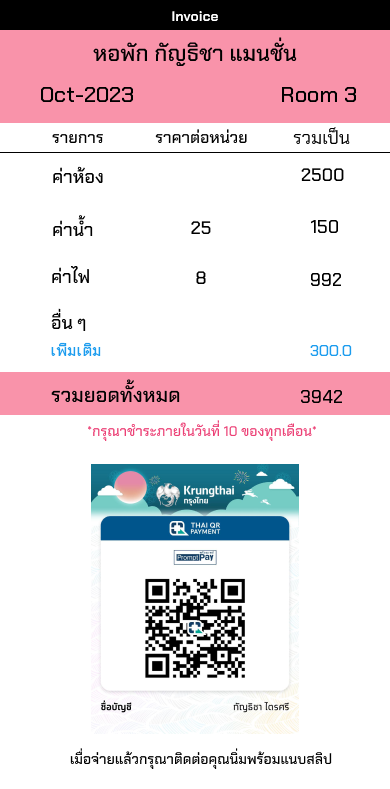 Invoice
หอพัก กัญธิชา แมนชั่น
Oct-2023 Room 3
รายการ ราคาต่อหน่วย รวมเป็น
ค่าห้อง 2500
ค่าน้ำ 25 150
ค่าไฟ 8 992
อื่น ๆ
เพิ่มเติม 300.0
รวมยอดทั้งหมด 3942
*กรุณาชำระภายในวันที่ 10 ของทุกเดือน*
Krungthai
กรุงไทย
THAI QR
PAYMENT
PromptPay
ชื่อบัญชี กัญธิชา ไตรศรี
เมื่อจ่ายแล้วกรุณาติดต่อคุณนิ่มพร้อมแนบสลิป